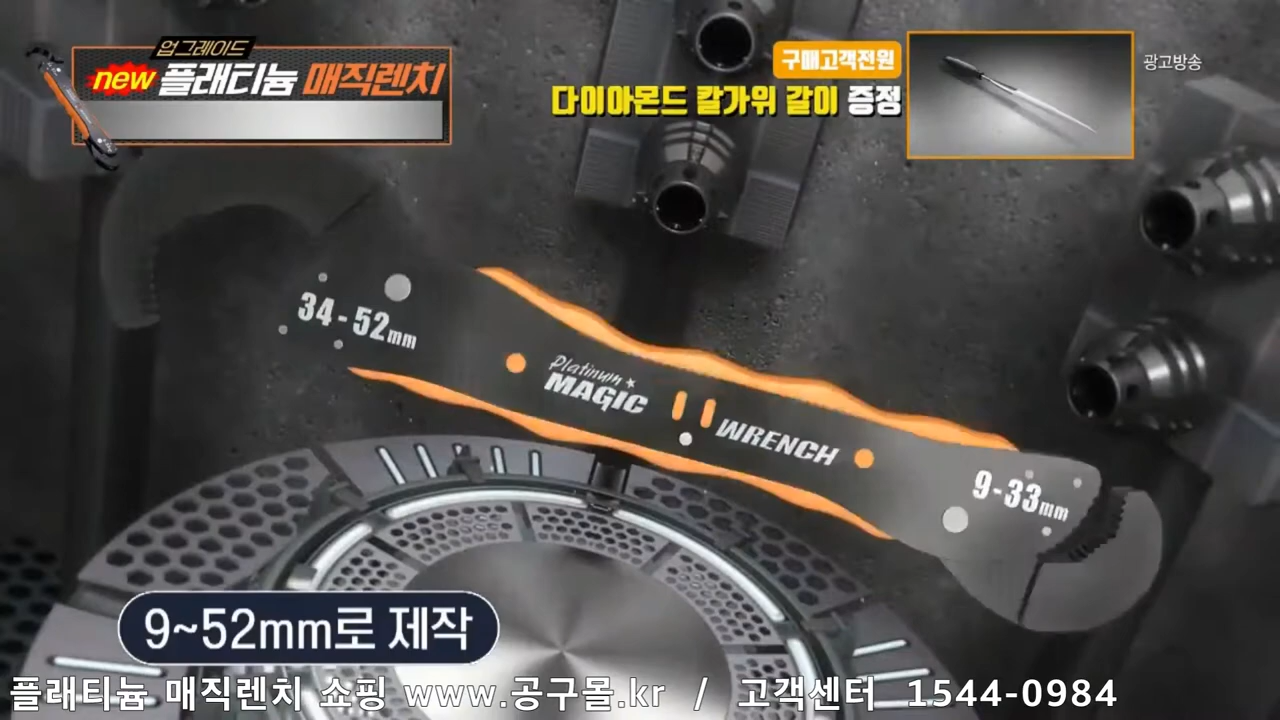 업그레이드
new 플래티늄 매직렌치
구매고객전원
다이아몬드 칼가위 갈이 증정
광고방송
34-52mm
Platinum
MAGIC WRENCH
9-33mm
9~52mm로 제작
플래티늄 매직렌치 쇼핑 www.공구몰.kr / 고객센터 1544-0984